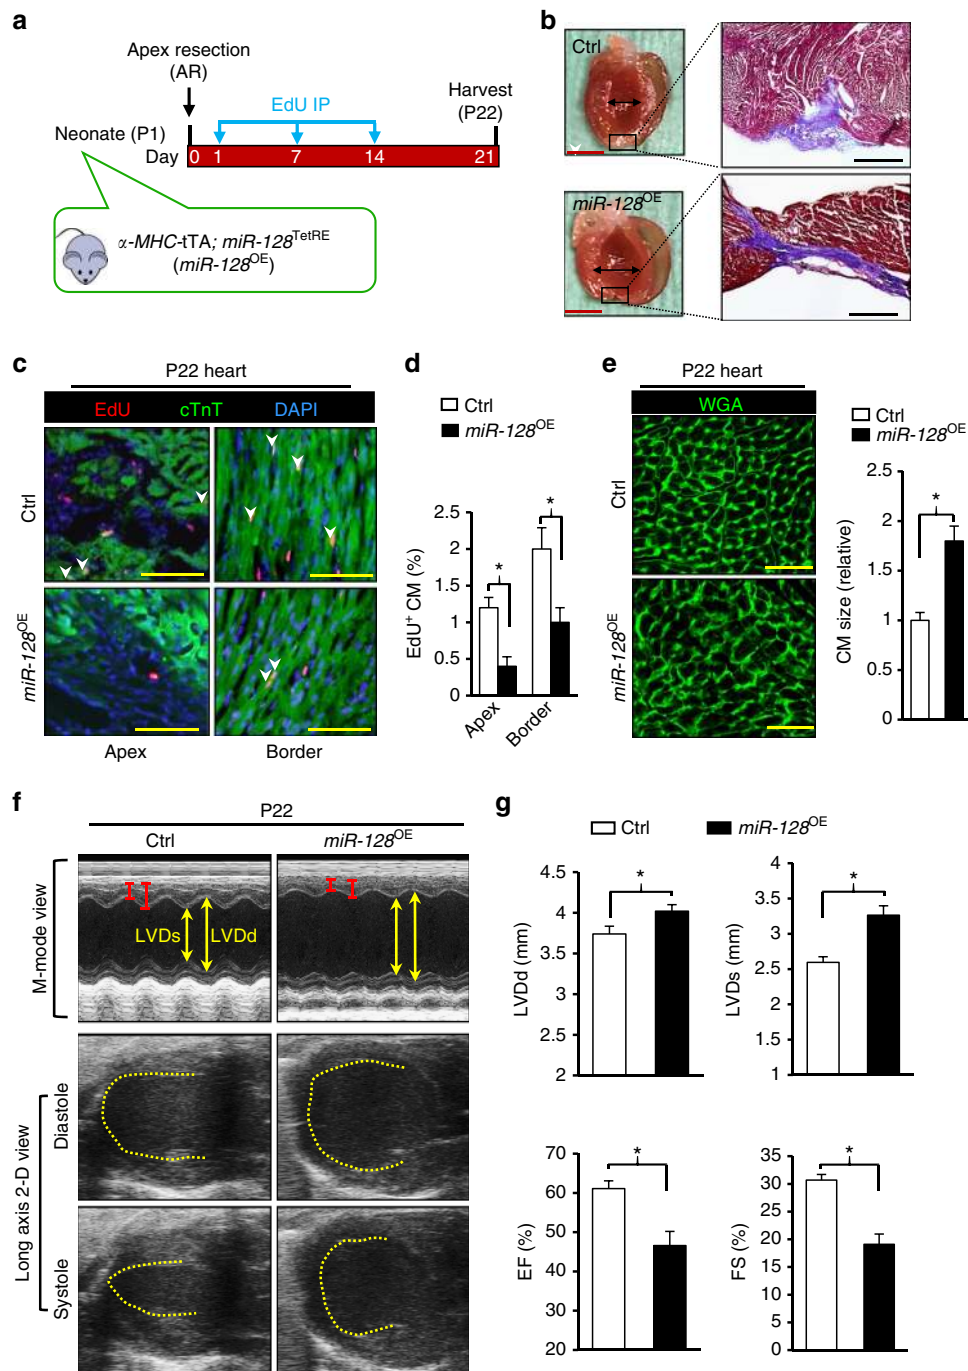 a
Apex resection
(AR)
EdU IP
Harvest
(P22)
Neonate (P1)
Day 0 1 7 14 21
α-MHC-tTA; miR-128TetRE
(miR-128OE)
b
Ctrl
miR-128OE
c
P22 heart
EdU cTnT DAPI
Ctrl
miR-128OE
Apex Border
d
Ctrl
miR-128OE
EdU+ CM (%)
2.5
2
1.5
1
0.5
0
Apex
Border
e
P22 heart
WGA
Ctrl
miR-128OE
Ctrl
miR-128OE
CM size (relative)
2.5
2
1.5
1
0.5
0
f
P22
Ctrl miR-128OE
M-mode view
LVDs LVDd
Long axis 2-D view
Diastole
Systole
g
Ctrl miR-128OE
LVDd (mm)
4.5
4
3.5
3
2.5
2
*
LVDs (mm)
4
3.5
3
2.5
2
1.5
1
*
EF (%)
70
60
50
40
30
20
*
FS (%)
35
30
25
20
15
10
5
0
*